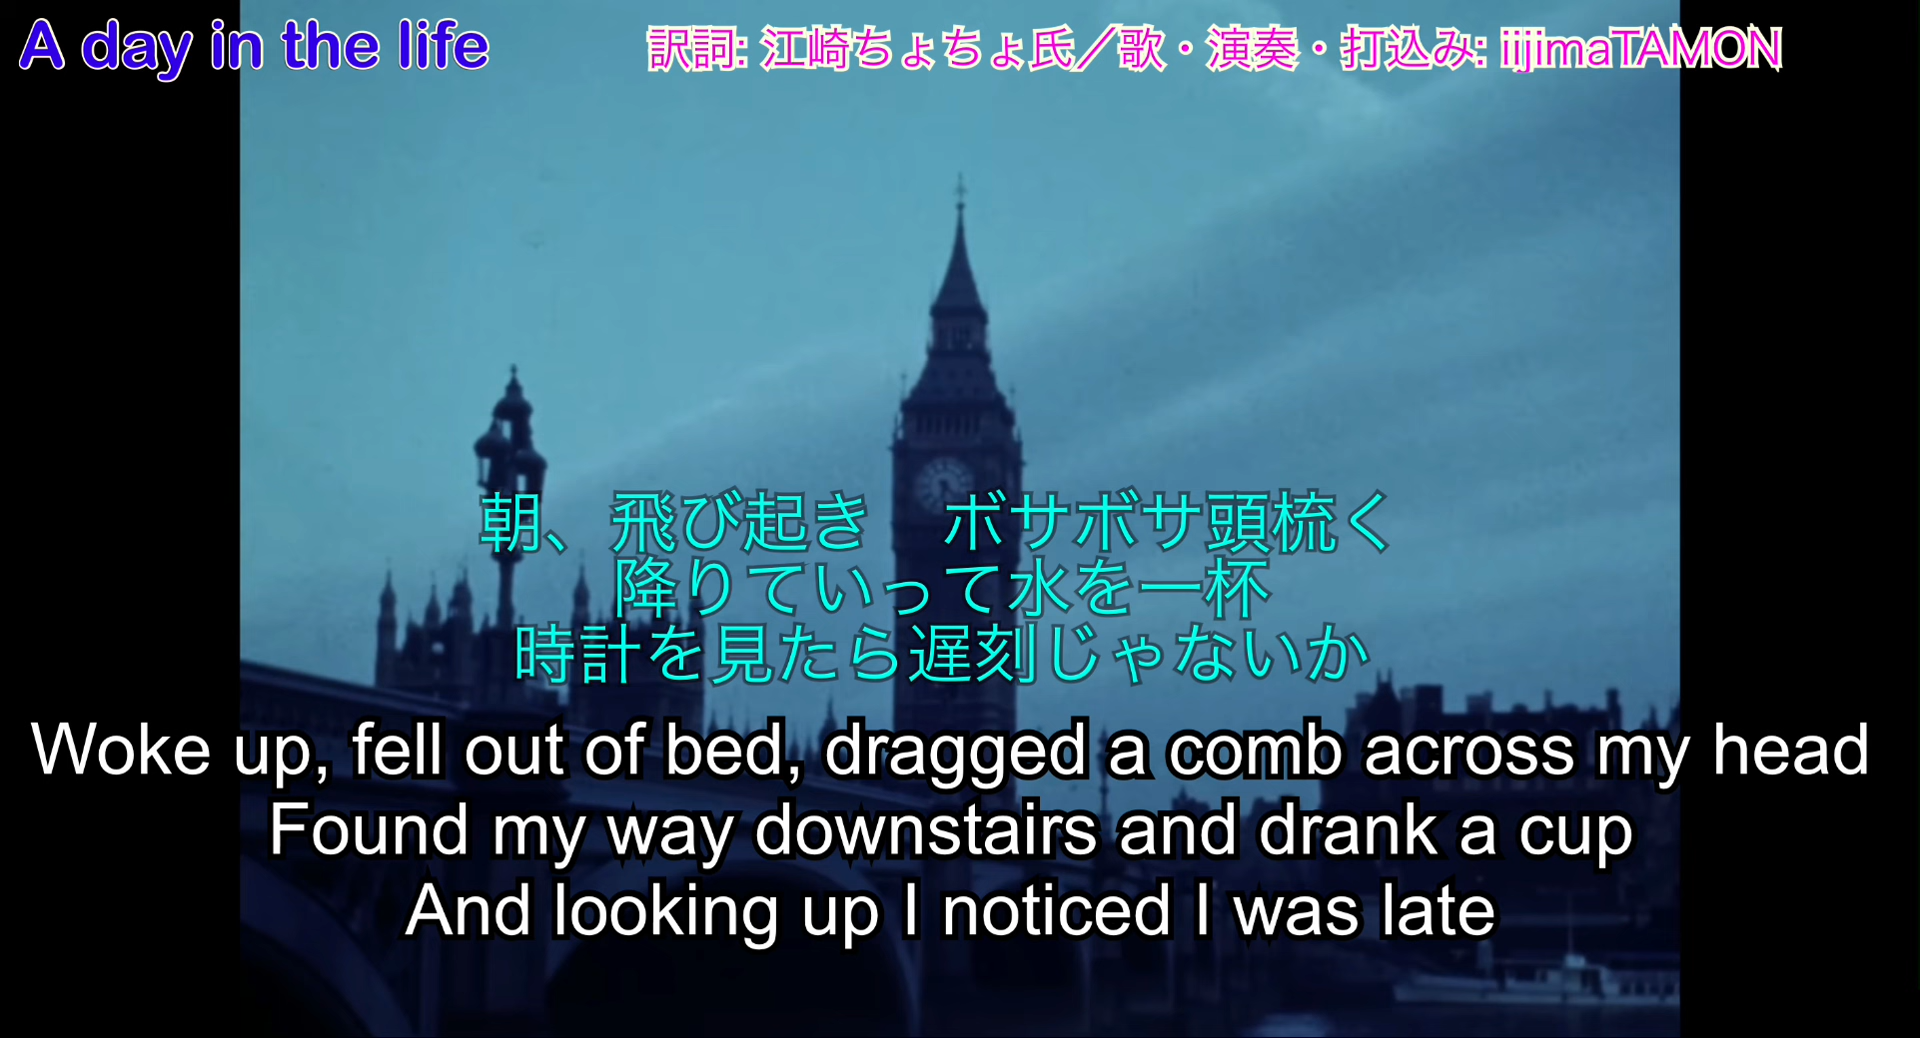 A day in the life
訳詞: 江崎ちょちょ氏／歌・演奏・打込み: iijimaTAMON
朝、飛び起き　ボサボサ頭梳く
降りていって水を一杯
時計を見たら遅刻じゃないか
Woke up, fell out of bed, dragged a comb across my head
Found my way downstairs and drank a cup
And looking up I noticed I was late